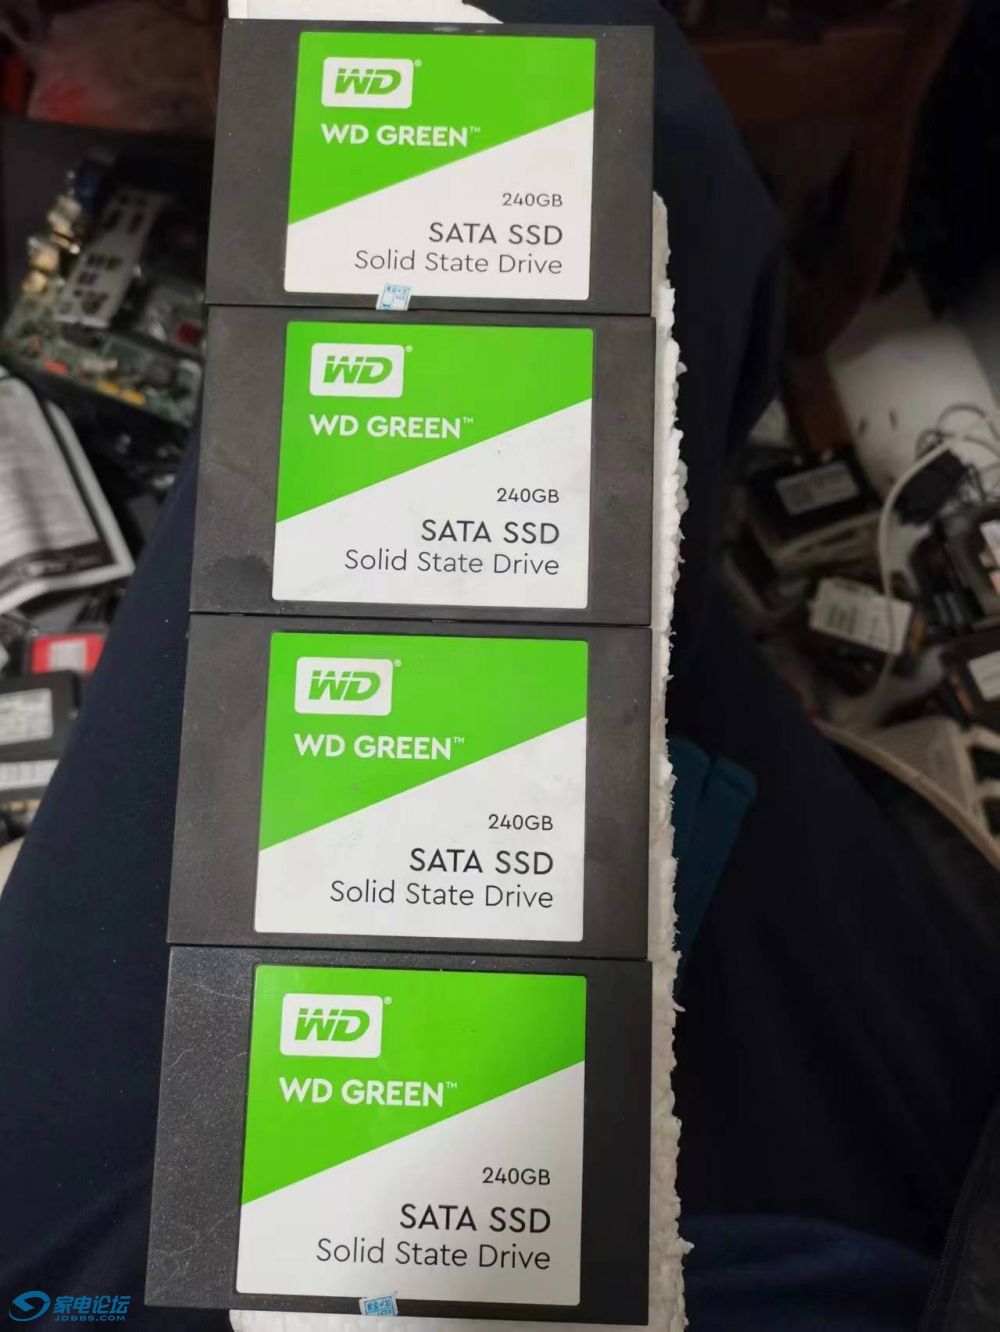 WD®
WD GREEN™
240GB
SATA SSD
Solid State Drive
WD®
WD GREEN™
240GB
SATA SSD
Solid State Drive
WD®
WD GREEN™
240GB
SATA SSD
Solid State Drive
WD®
WD GREEN™
240GB
SATA SSD
Solid State Drive
家电论坛
JDBBS.COM